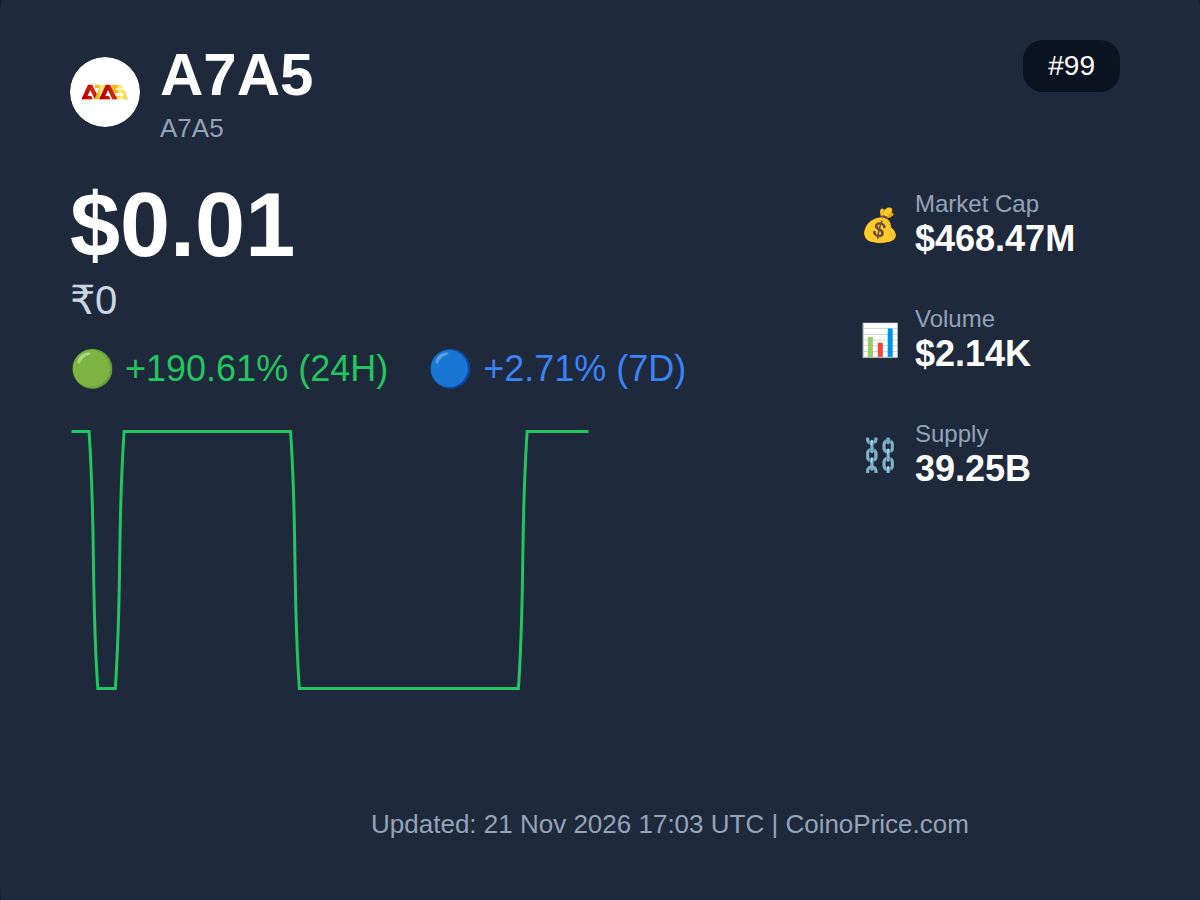 A7A5
A7A5
#99
$0.01
₹0
+190.61% (24H)
+2.71% (7D)
Market Cap
$468.47M
Volume
$2.14K
Supply
39.25B
Updated: 21 Nov 2026 17:03 UTC | CoinoPrice.com